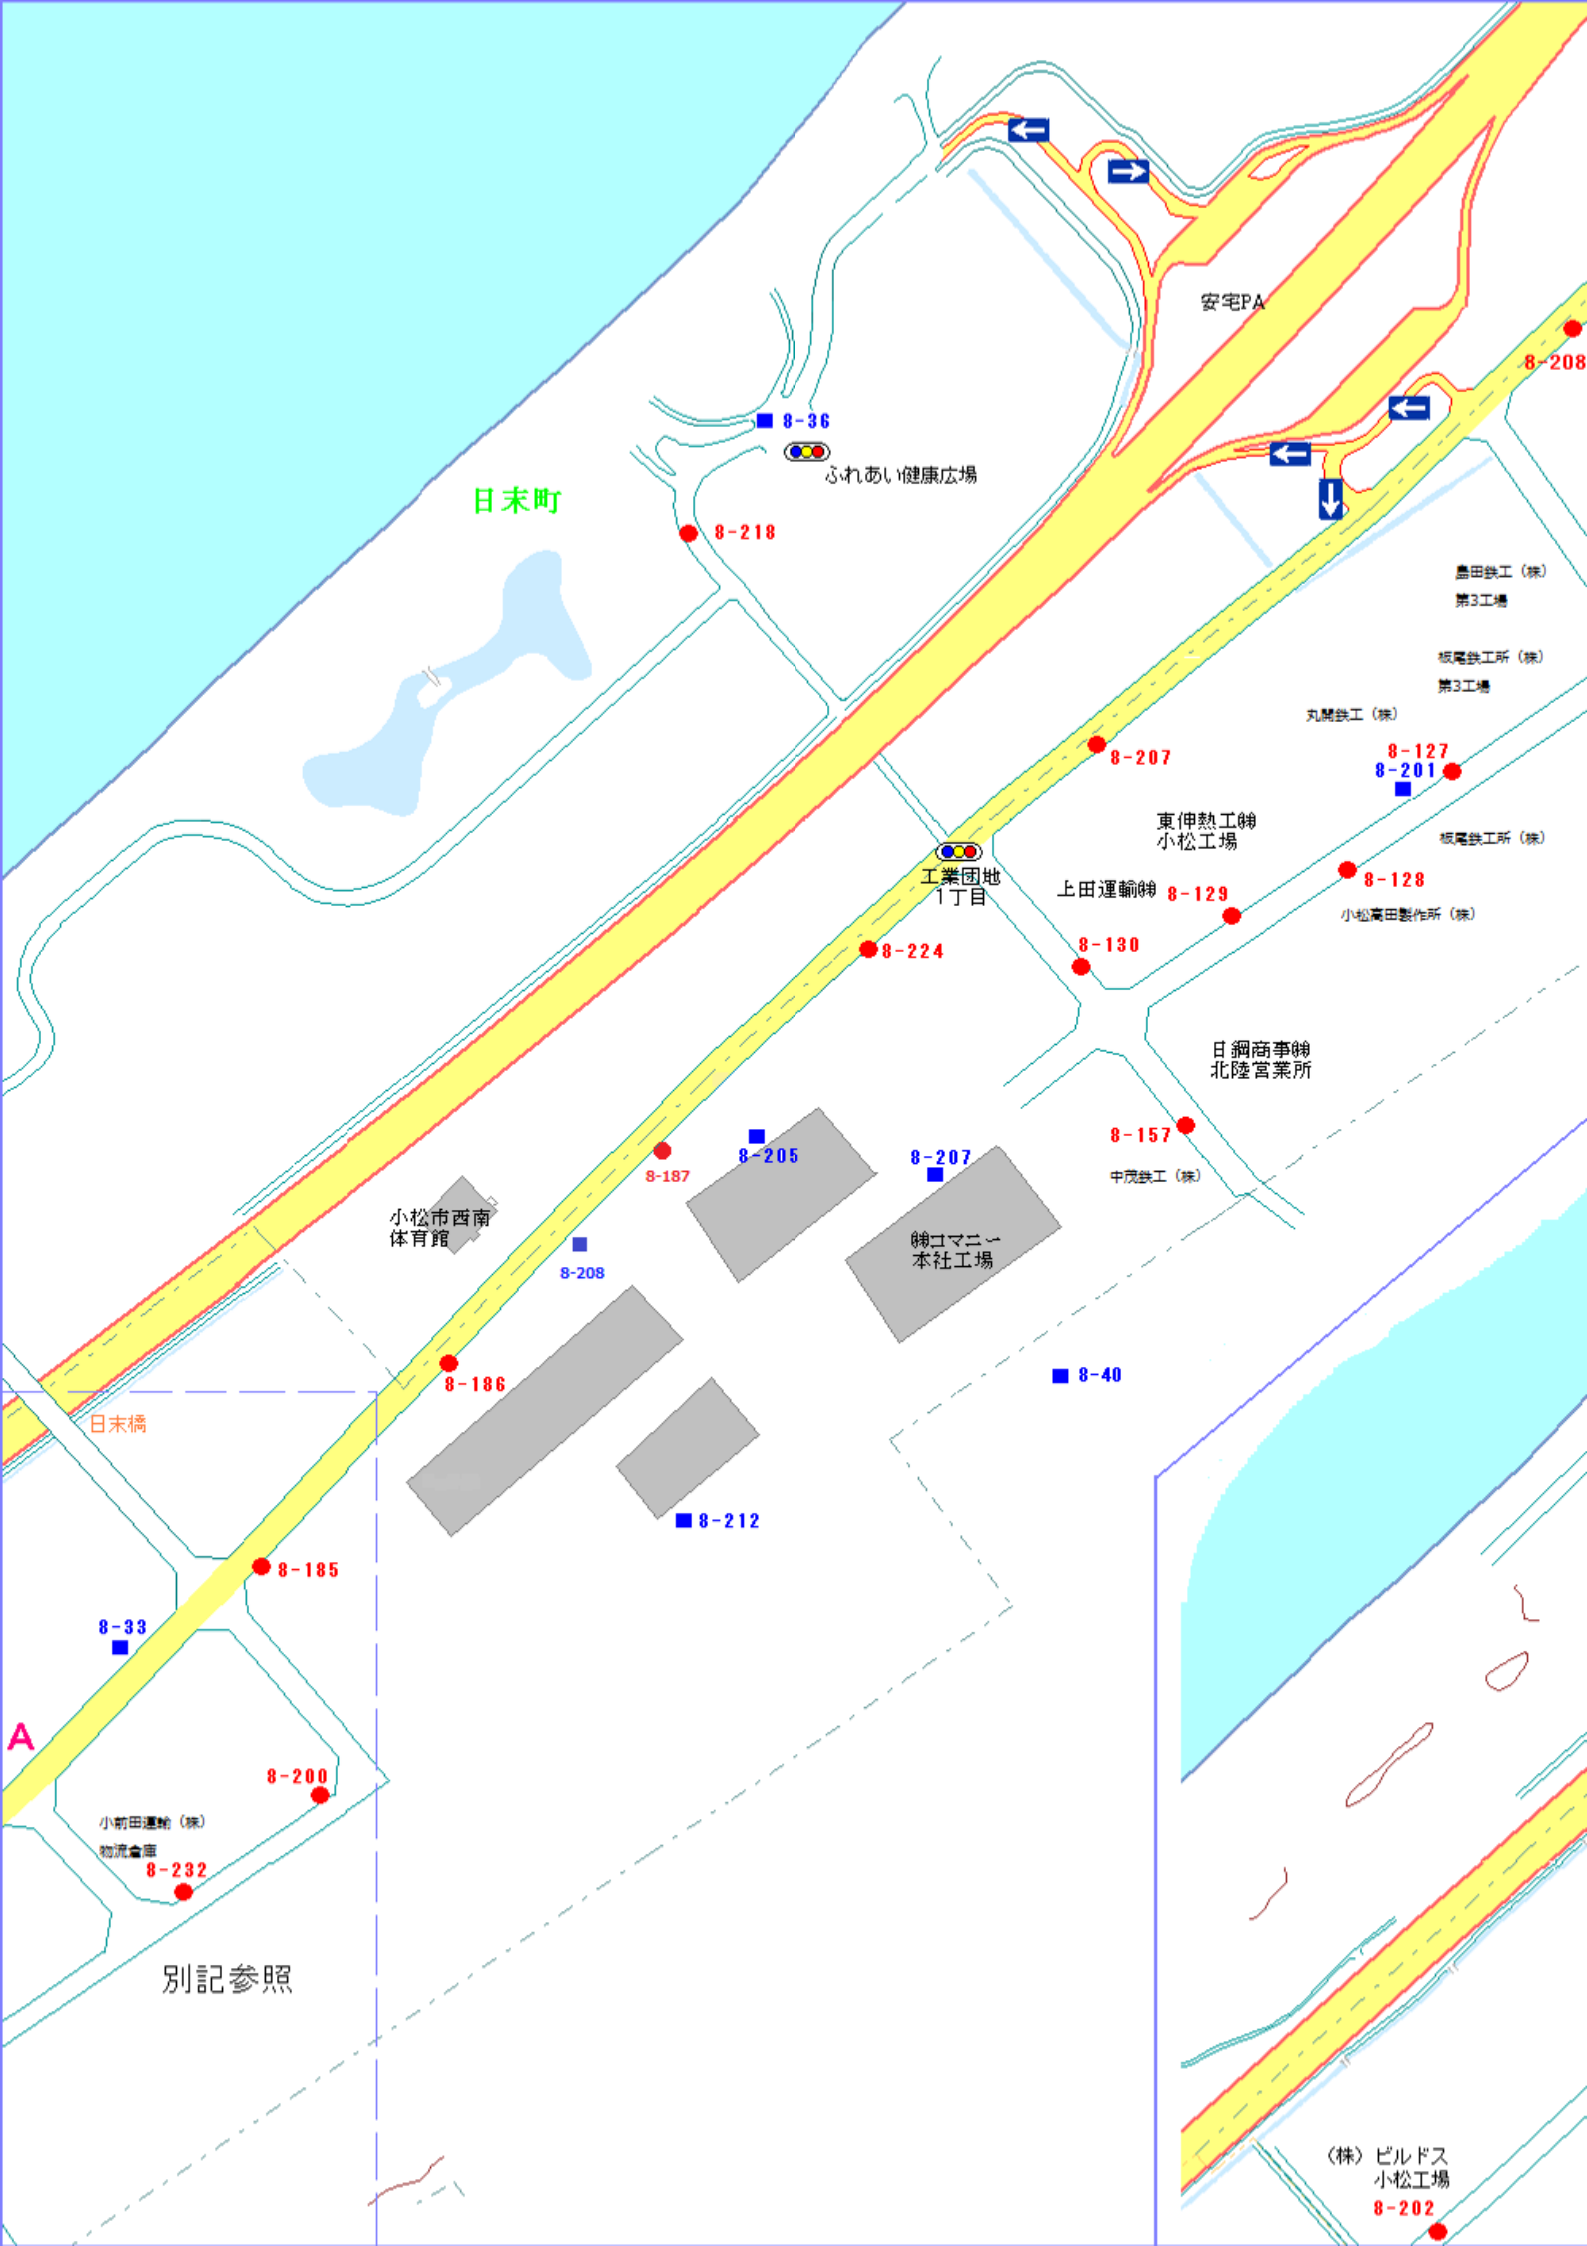 安宅PA
8-208
8-36
ふれあい健康広場
日末町
8-218
島田鉄工（株）
第3工場
板尾鉄工所（株）
第3工場
丸開鉄工（株）
8-207
8-127
8-201
東伸熱工㈱
小松工場
板尾鉄工所（株）
工業団地
1丁目
上田運輸㈱
8-129
8-128
小松高田製作所（株）
8-224
8-130
日鋼商事㈱
北陸営業所
8-157
中茂鉄工（株）
8-205
8-207
8-187
小松市西南
体育館
㈱コマニー
本社工場
8-208
8-186
8-40
日末橋
8-212
8-185
8-33
A
8-200
小前田運輸（株）
物流倉庫
8-232
別記参照
（株）ビルドス
小松工場
8-202